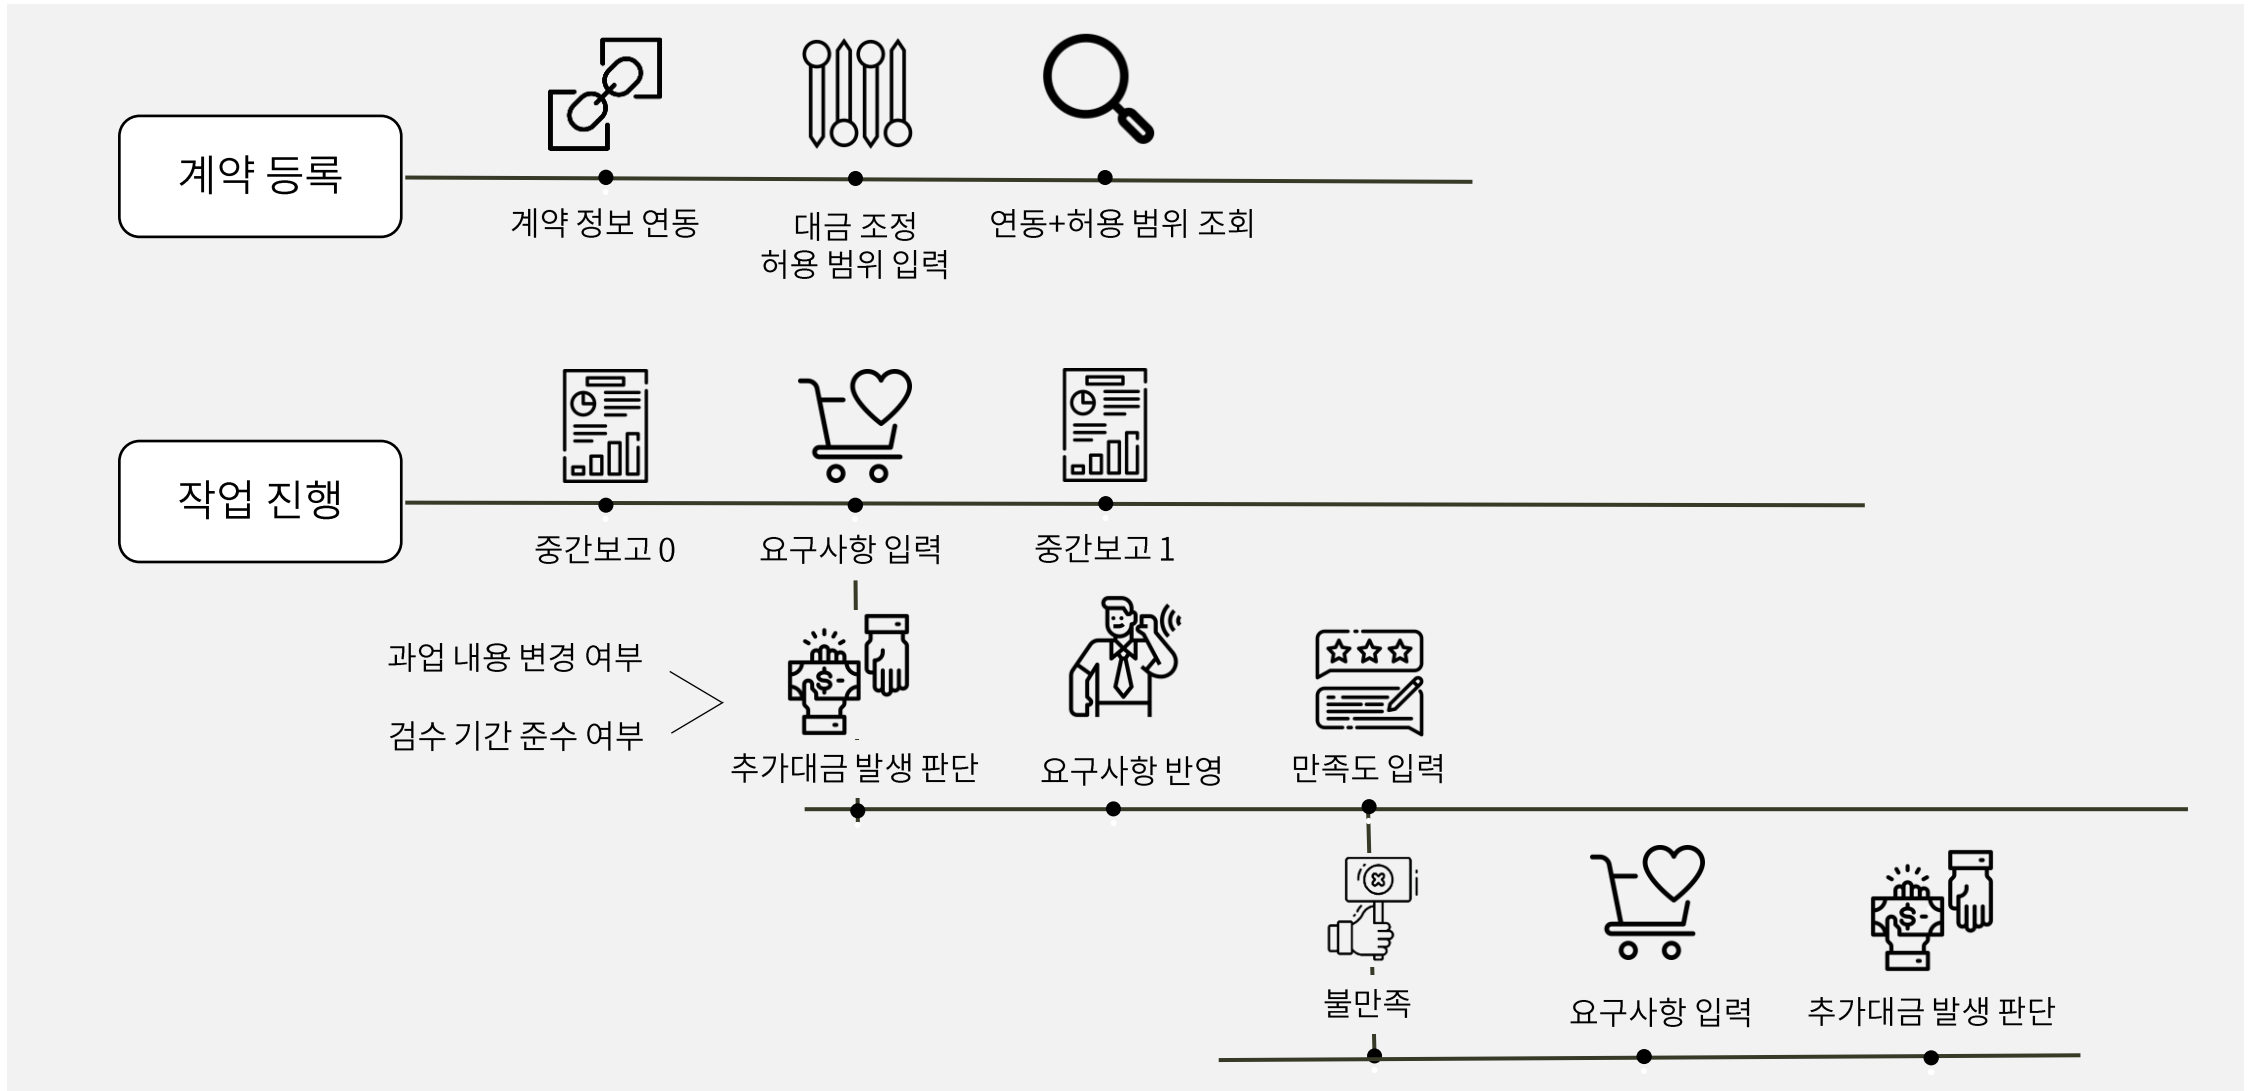 계약 등록
계약 정보 연동
대금 조정
허용 범위 입력
연동+허용 범위 조회
작업 진행
중간보고 0
요구사항 입력
중간보고 1
과업 내용 변경 여부
검수 기간 준수 여부
$
추가대금 발생 판단
요구사항 반영
만족도 입력
불만족
요구사항 입력
$
추가대금 발생 판단